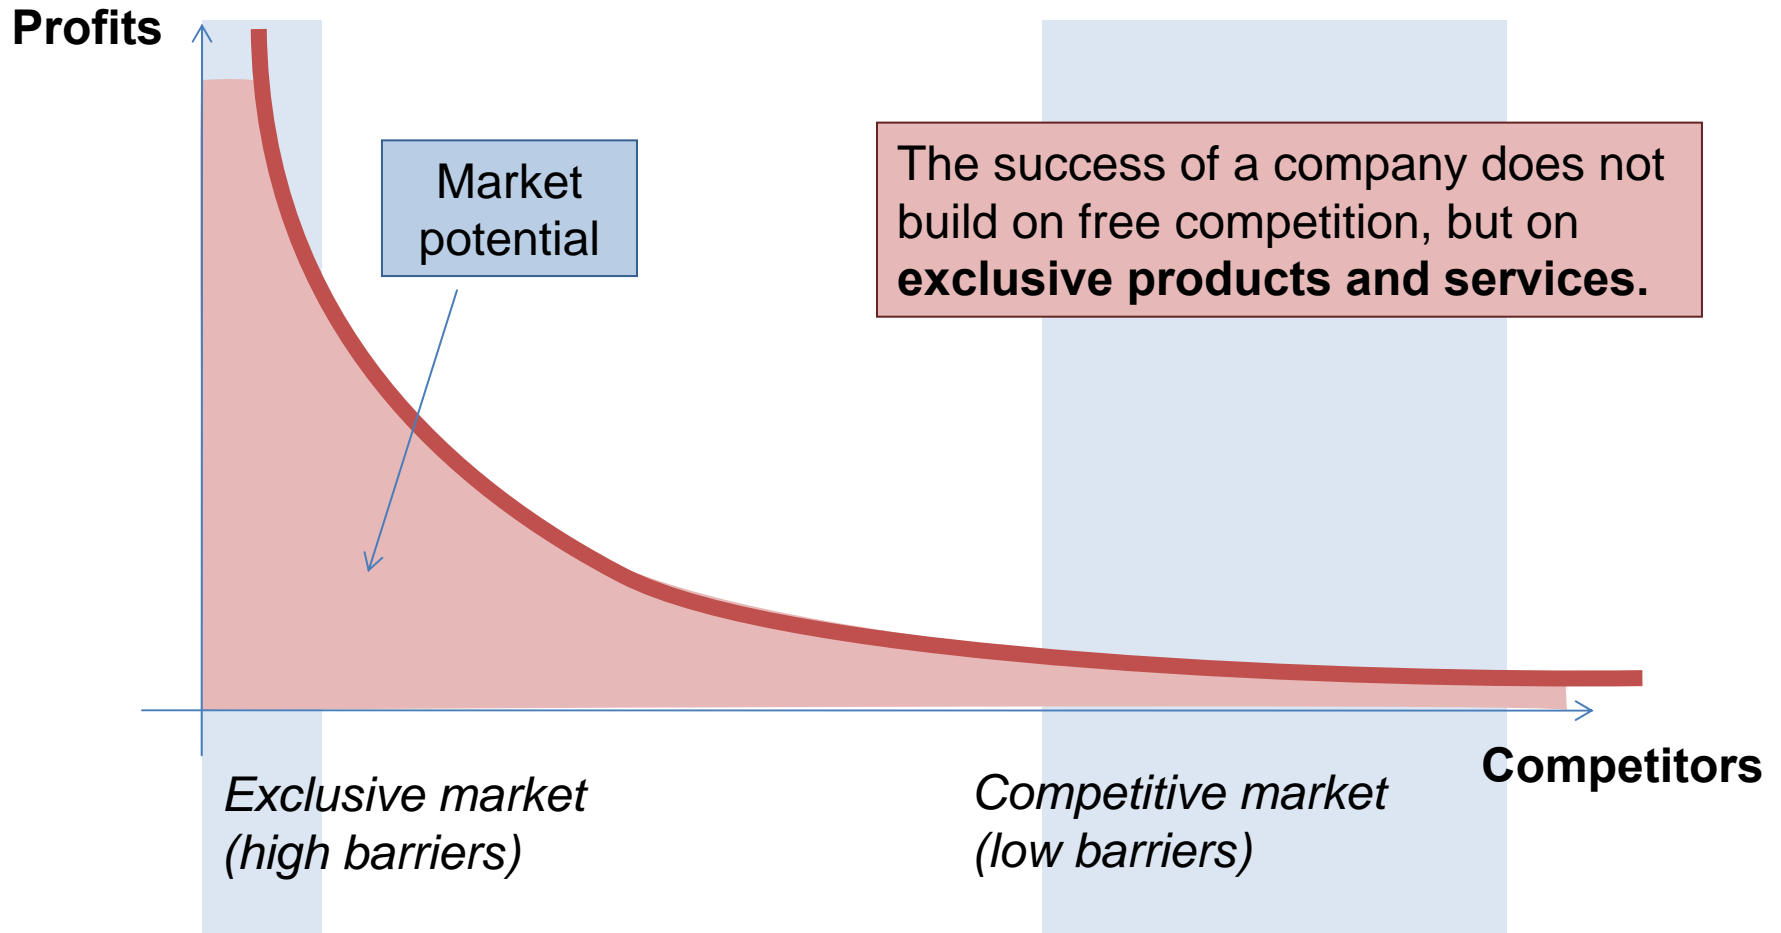 Profits
Market
potential
The success of a company does not
build on free competition, but on
exclusive products and services.
Competitors
Exclusive market
(high barriers)
Competitive market
(low barriers)